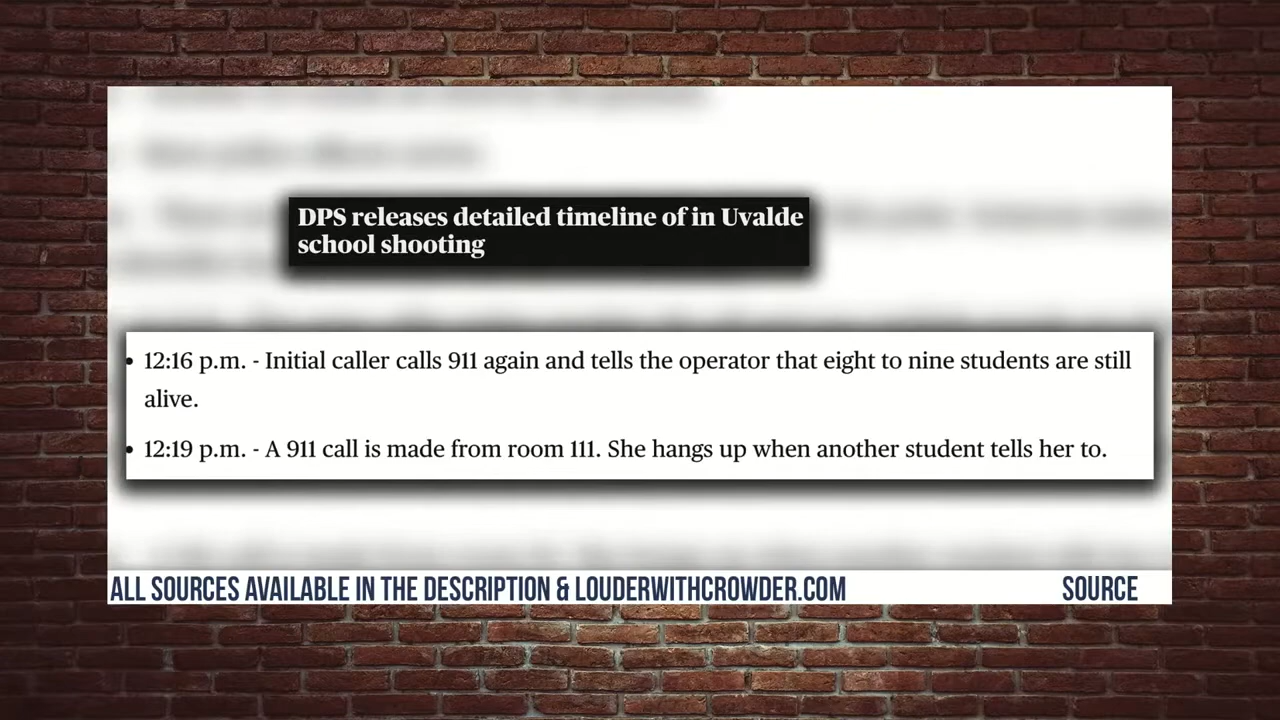 DPS releases detailed timeline of in Uvalde
school shooting
• 12:16 p.m. - Initial caller calls 911 again and tells the operator that eight to nine students are still
alive.
• 12:19 p.m. - A 911 call is made from room 111. She hangs up when another student tells her to.
ALL SOURCES AVAILABLE IN THE DESCRIPTION & LOUDERWITHCROWDER.COM SOURCE